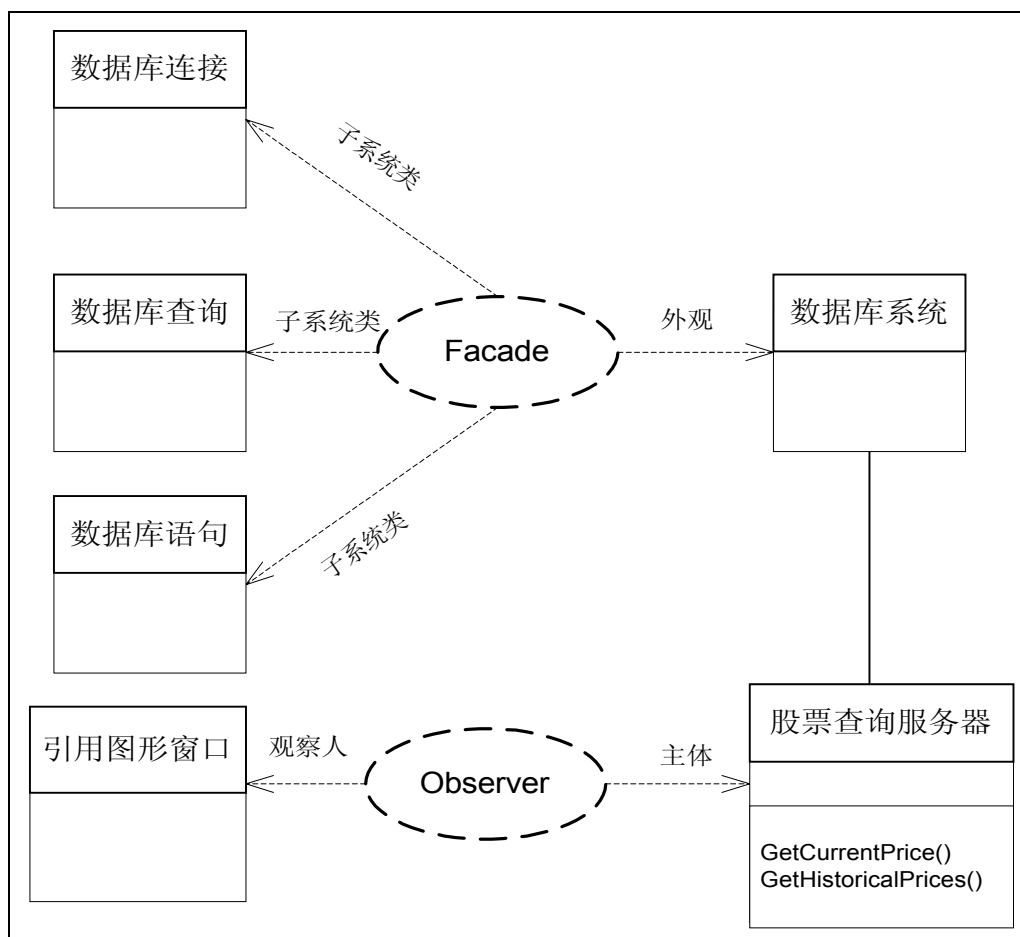 数据库连接
子系统类
数据库查询
子系统类
Facade
外观
数据库系统
数据库语句
子系统类
引用图形窗口
观察人
Observer
主体
股票查询服务器
GetCurrentPrice()
GetHistoricalPrices()